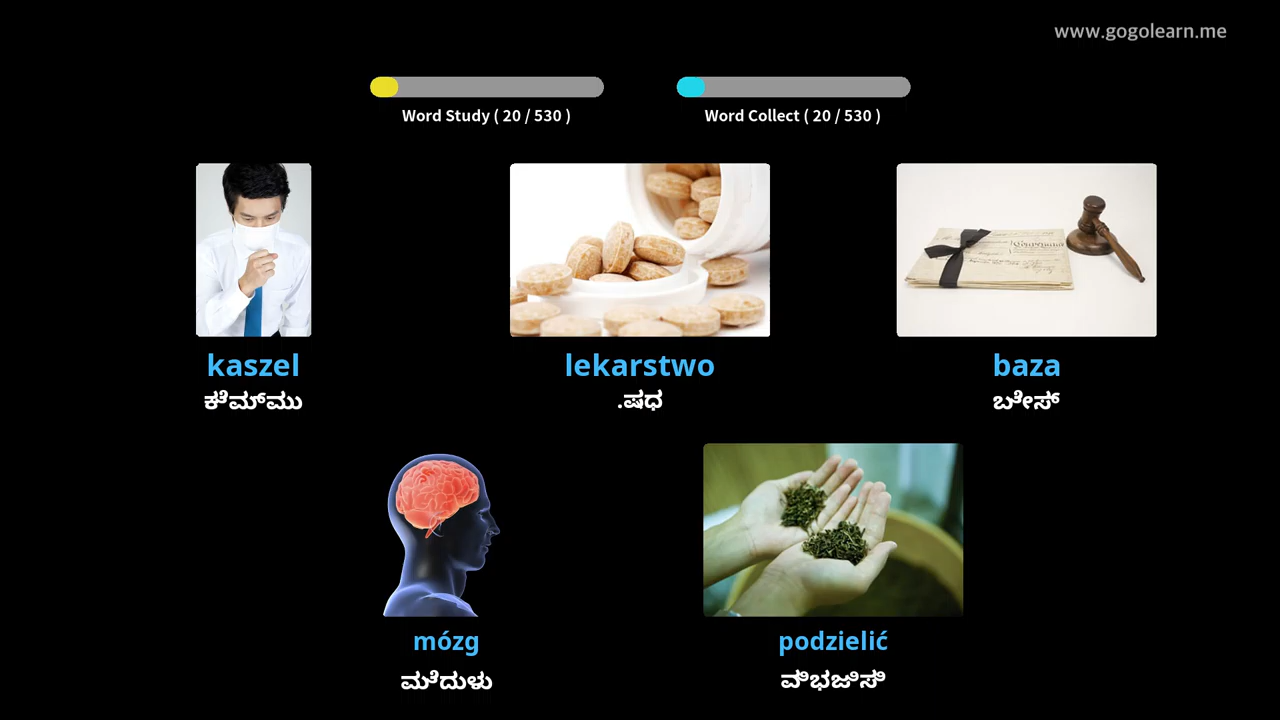 www.gogolearn.me
Word Study ( 20 / 530 )
Word Collect ( 20 / 530 )
kaszel
ಕೆಮ್ಮು
lekarstwo
.ಷಧ
baza
ಬೇಸ್
mózg
ಮೆದುಳು
podzielić
ವಿಭಜಿಸಿ